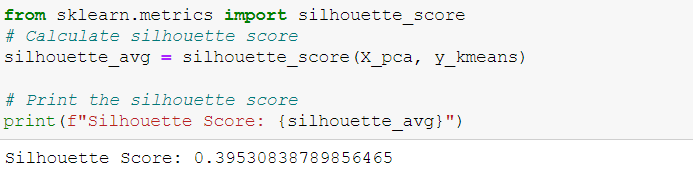 from sklearn.metrics import silhouette_score
# Calculate silhouette score
silhouette_avg = silhouette_score(X_pca, y_kmeans)
# Print the silhouette score
print(f"Silhouette Score: {silhouette_avg}")
Silhouette Score: 0.39530838789856465